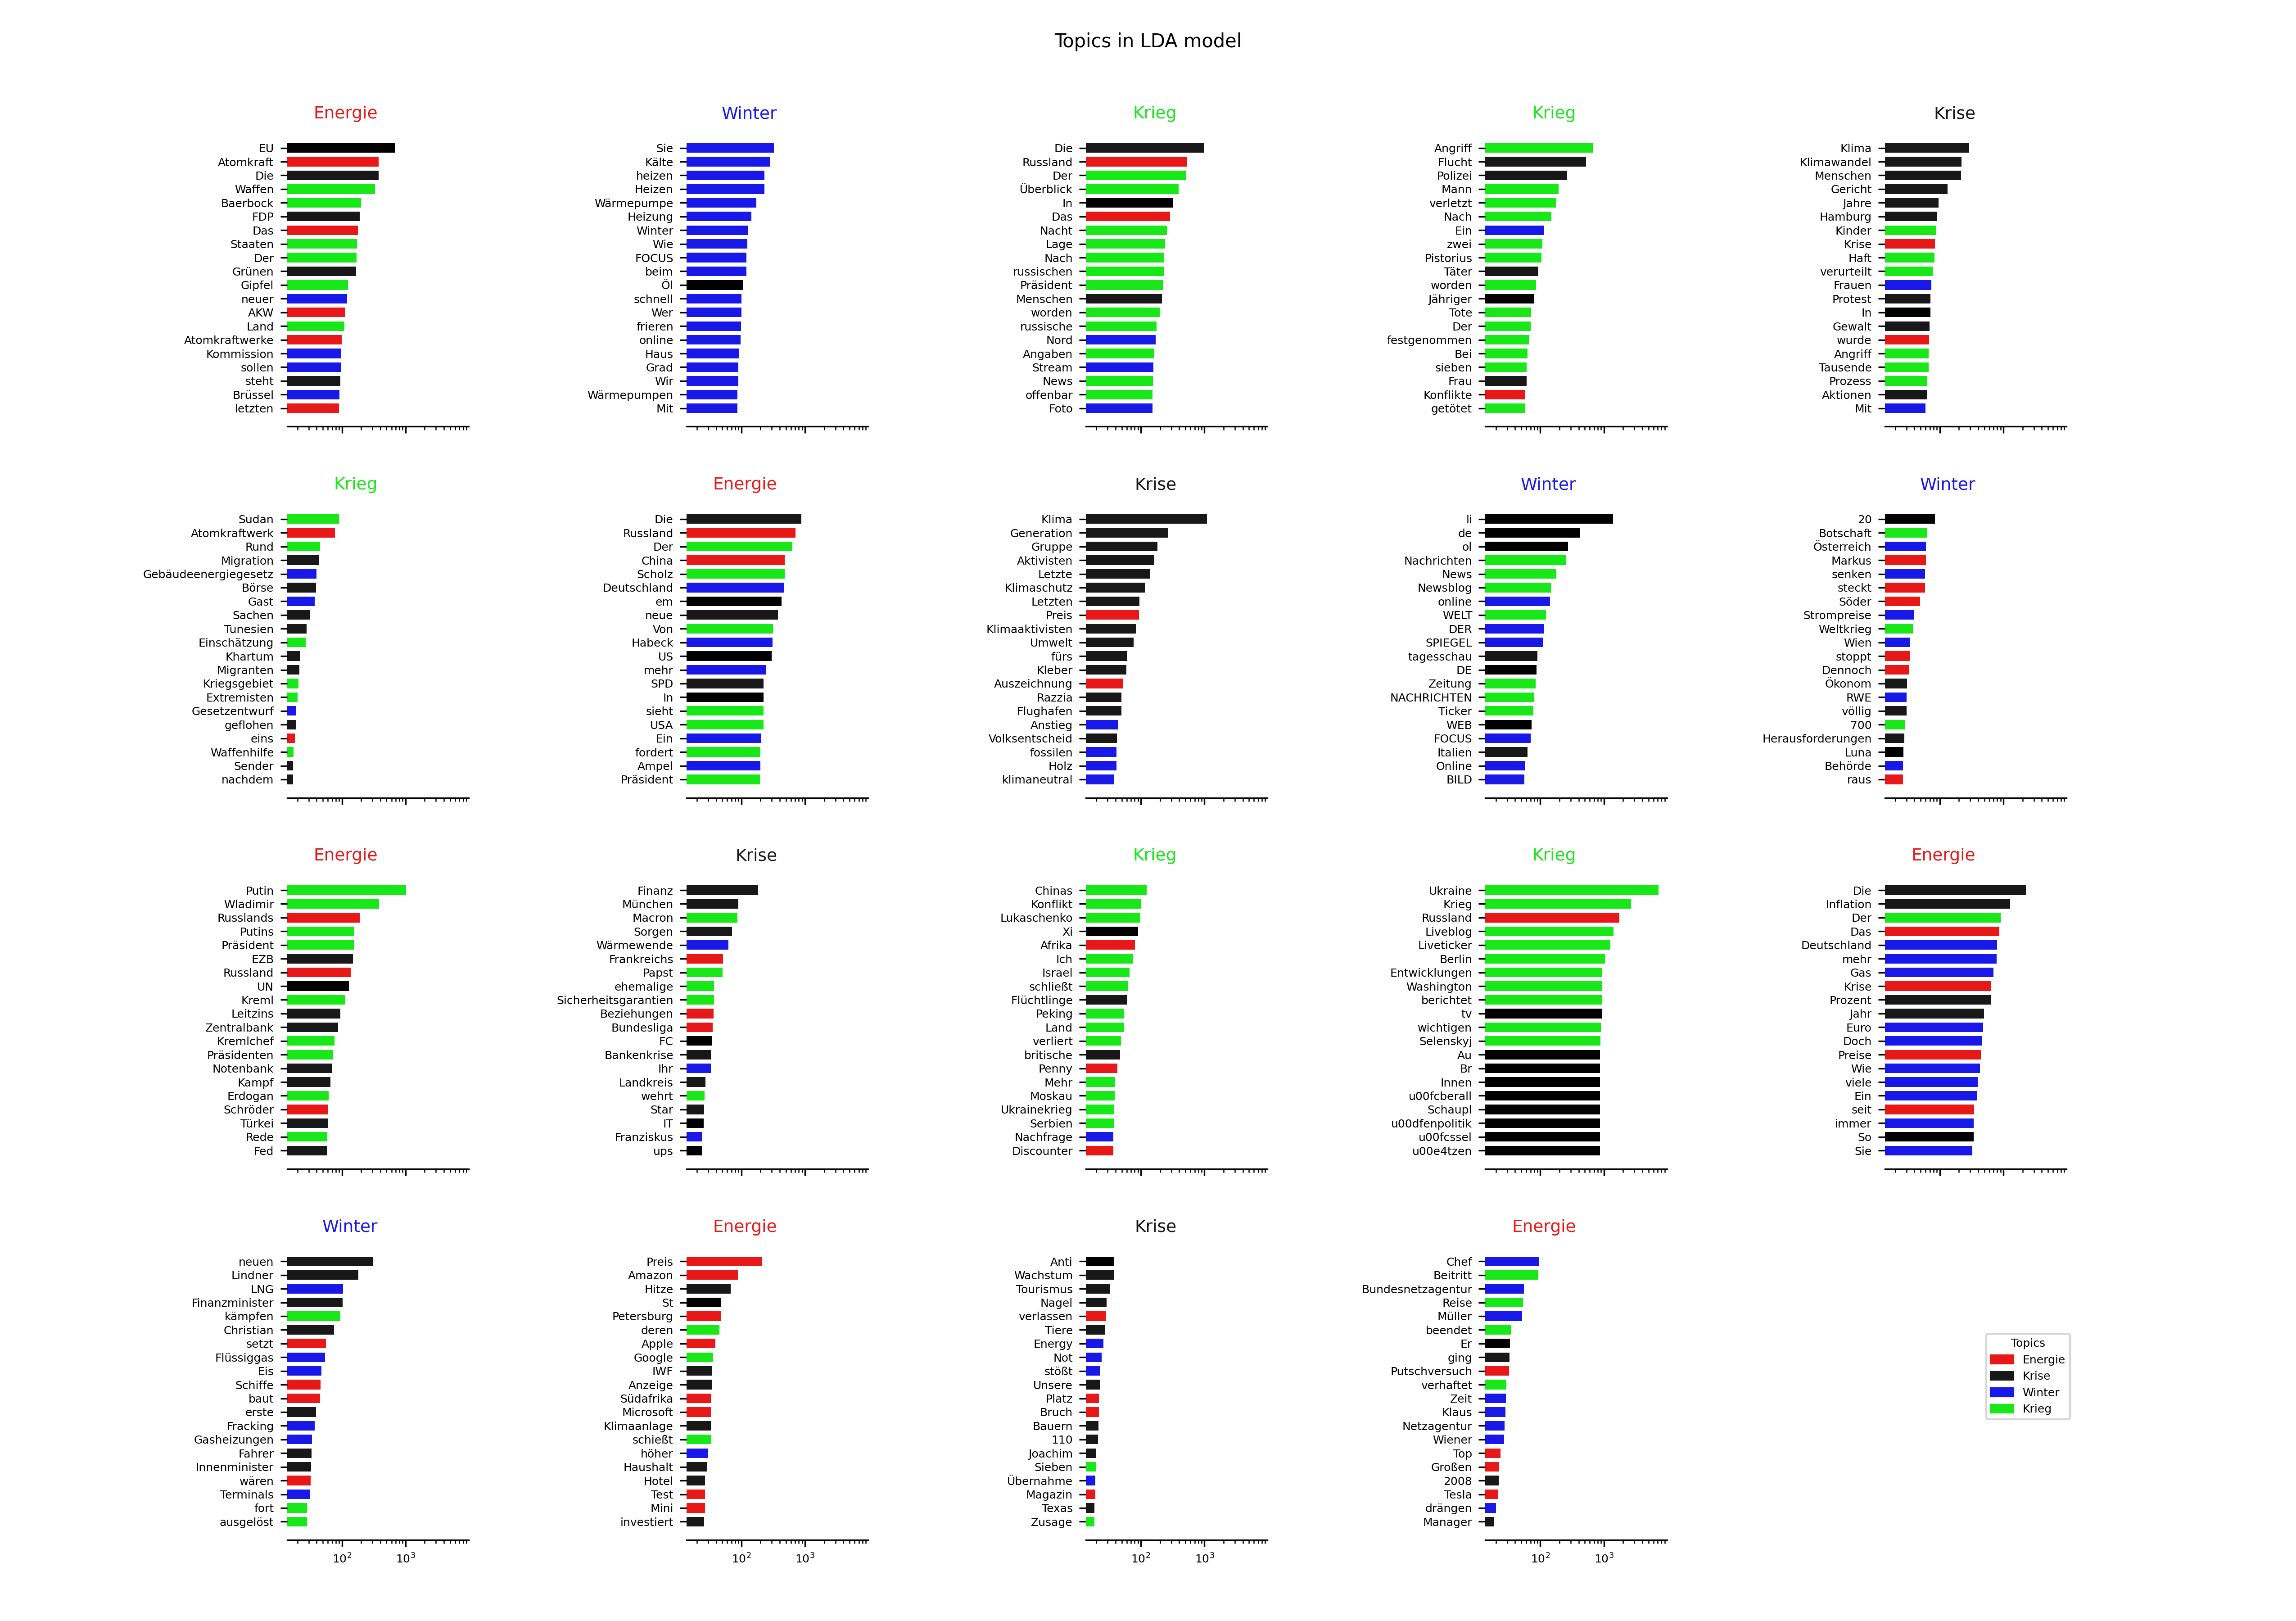 Topics in LDA model
Energie
EU
Atomkraft
Die
Waffen
Baerbock
FDP
Das
Staaten
Der
Grünen
Gipfel
neuer
AKW
Land
Atomkraftwerke
Kommission
sollen
steht
Brüssel
letzten
Winter
Sie
Kälte
heizen
Heizen
Wärmepumpe
Heizung
Winter
Wie
FOCUS
beim
Öl
schnell
Wer
frieren
online
Haus
Grad
Wir
Wärmepumpen
Mit
Krieg
Die
Russland
Der
Überblick
In
Das
Nacht
Lage
Nach
russischen
Präsident
Menschen
worden
russische
Nord
Angaben
Stream
News
offenbar
Foto
Krieg
Angriff
Flucht
Polizei
Mann
verletzt
Nach
Ein
zwei
Pistorius
Täter
worden
Jähriger
Tote
Der
festgenommen
Bei
sieben
Frau
Konflikte
getötet
Krise
Klima
Klimawandel
Menschen
Gericht
Jahre
Hamburg
Kinder
Krise
Haft
verurteilt
Frauen
Protest
In
Gewalt
wurde
Angriff
Tausende
Prozess
Aktionen
Mit
Krieg
Sudan
Atomkraftwerk
Rund
Migration
Gebäudeenergiegesetz
Börse
Gast
Sachen
Tunesien
Einschätzung
Khartum
Migranten
Kriegsgebiet
Extremisten
Gesetzentwurf
geflohen
eins
Waffenhilfe
Sender
nachdem
Energie
Die
Russland
Der
China
Scholz
Deutschland
em
neue
Von
Habeck
US
mehr
SPD
In
sieht
USA
Ein
fordert
Ampel
Präsident
Krise
Klima
Generation
Gruppe
Aktivisten
Letzte
Klimaschutz
Letzten
Preis
Klimaaktivisten
Umwelt
fürs
Kleber
Auszeichnung
Razzia
Flughafen
Anstieg
Volksentscheid
fossilen
Holz
klimaneutral
Winter
li
de
ol
Nachrichten
News
Newsblog
online
WELT
DER
SPIEGEL
tagesschau
DE
Zeitung
NACHRICHTEN
Ticker
WEB
FOCUS
Italien
Online
BILD
Winter
20
Botschaft
Österreich
Markus
senken
steckt
Söder
Strompreise
Weltkrieg
Wien
stoppt
Dennoch
Ökonom
RWE
völlig
700
Herausforderungen
Luna
Behörde
raus
Energie
Putin
Wladimir
Russlands
Putins
Präsident
EZB
Russland
UN
Kreml
Leitzins
Zentralbank
Kremlchef
Präsidenten
Notenbank
Kampf
Erdogan
Schröder
Türkei
Rede
Fed
Krise
Finanz
München
Macron
Sorgen
Wärmewende
Frankreichs
Papst
ehemalige
Sicherheitsgarantien
Beziehungen
Bundesliga
FC
Bankenkrise
Ihr
Landkreis
wehrt
Star
IT
Franziskus
ups
Krieg
Chinas
Konflikt
Lukaschenko
Xi
Afrika
Ich
Israel
schließt
Flüchtlinge
Peking
Land
verliert
britische
Penny
Mehr
Moskau
Ukrainekrieg
Serbien
Nachfrage
Discounter
Krieg
Ukraine
Krieg
Russland
Liveblog
Liveticker
Berlin
Entwicklungen
Washington
berichtet
tv
wichtigen
Selenskyj
Au
Br
Innen
u00fcberall
Schaupl
u00dfenpolitik
u00fcssel
u00e4tzen
Energie
Die
Inflation
Der
Das
Deutschland
mehr
Gas
Krise
Prozent
Jahr
Euro
Doch
Preise
Wie
viele
Ein
seit
immer
So
Sie
Winter
neuen
Lindner
LNG
Finanzminister
kämpfen
Christian
setzt
Flüssiggas
Eis
Schiffe
baut
erste
Fracking
Gasheizungen
Fahrer
Innenminister
wären
Terminals
fort
ausgelöst
10² 10³
Energie
Preis
Amazon
Hitze
St
Petersburg
deren
Apple
Google
IWF
Anzeige
Südafrika
Microsoft
Klimaanlage
schießt
höher
Haushalt
Hotel
Test
Mini
investiert
10² 10³
Krise
Anti
Wachstum
Tourismus
Nagel
verlassen
Tiere
Energy
Not
stößt
Unsere
Platz
Bruch
Bauern
110
Joachim
Sieben
Übernahme
Magazin
Texas
Zusage
10² 10³
Energie
Chef
Beitritt
Bundesnetzagentur
Reise
Müller
beendet
Er
ging
Putschversuch
verhaftet
Zeit
Klaus
Netzagentur
Wiener
Top
Großen
2008
Tesla
drängen
Manager
10² 10³
Topics
Energie
Krise
Winter
Krieg